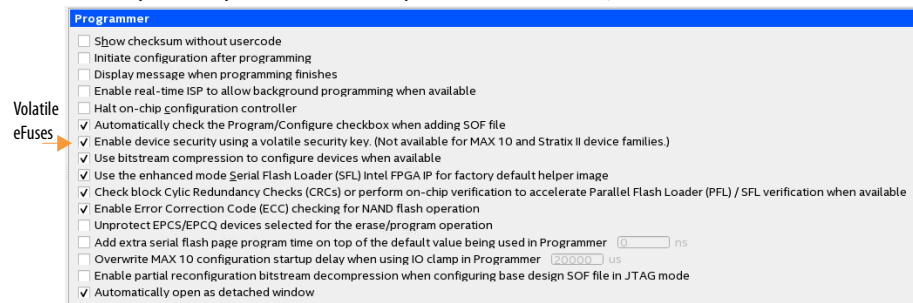 Programmer
Show checksum without usercode
Initiate configuration after programming
Display message when programming finishes
Enable real-time ISP to allow background programming when available
Halt on-chip configuration controller
Automatically check the Program/Configure checkbox when adding SOF file
Volatile
eFuses
Enable device security using a volatile security key. (Not available for MAX 10 and Stratix II device families.)
Use bitstream compression to configure devices when available
Use the enhanced mode Serial Flash Loader (SFL) Intel FPGA IP for factory default helper image
Check block Cylic Redundancy Checks (CRCs) or perform on-chip verification to accelerate Parallel Flash Loader (PFL) / SFL verification when available
Enable Error Correction Code (ECC) checking for NAND flash operation
Unprotect EPCS/EPCQ devices selected for the erase/program operation
Add extra serial flash page program time on top of the default value being used in Programmer 0 ns
Overwrite MAX 10 configuration startup delay when using IO clamp in Programmer 20000 us
Enable partial reconfiguration bitstream decompression when configuring base design SOF file in JTAG mode
Automatically open as detached window